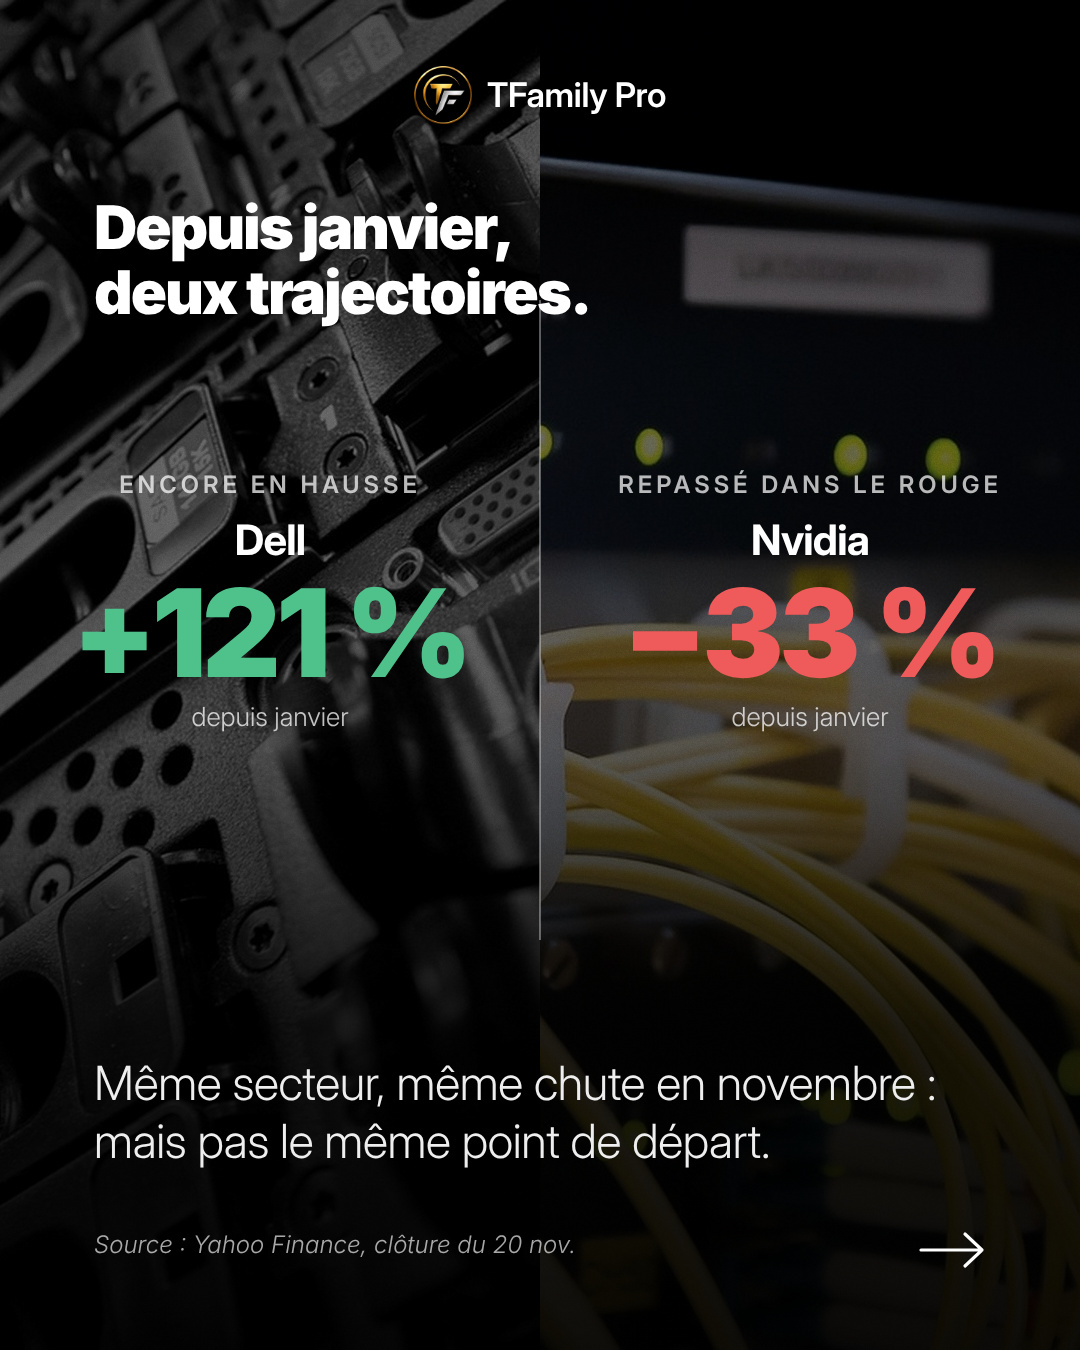 TFamily Pro
Depuis janvier,
deux trajectoires.
ENCORE EN HAUSSE
Dell
+121 %
depuis janvier
REPASSÉ DANS LE ROUGE
Nvidia
−33 %
depuis janvier
Même secteur, même chute en novembre :
mais pas le même point de départ.
Source : Yahoo Finance, clôture du 20 nov.